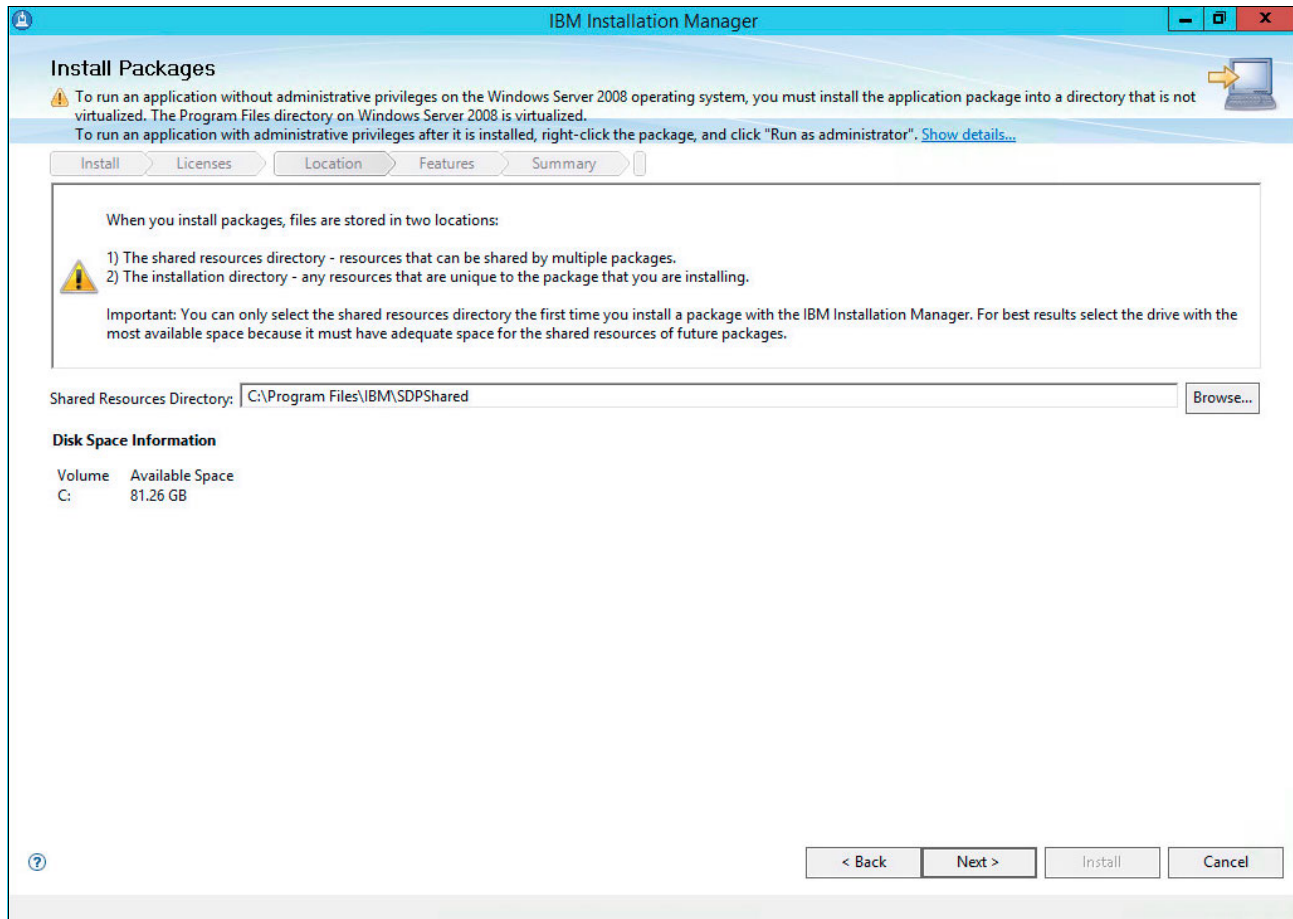 IBM Installation Manager
Install Packages
To run an application without administrative privileges on the Windows Server 2008 operating system, you must install the application package into a directory that is not
virtualized. The Program Files directory on Windows Server 2008 is virtualized.
To run an application with administrative privileges after it is installed, right-click the package, and click "Run as administrator". Show details...
Install Licenses Location Features Summary
When you install packages, files are stored in two locations:
1) The shared resources directory - resources that can be shared by multiple packages.
2) The installation directory - any resources that are unique to the package that you are installing.
Important: You can only select the shared resources directory the first time you install a package with the IBM Installation Manager. For best results select the drive with the
most available space because it must have adequate space for the shared resources of future packages.
Shared Resources Directory: C:\Program Files\IBM\SDPShared Browse...
Disk Space Information
Volume Available Space
C: 81.26 GB
? < Back Next > Install Cancel